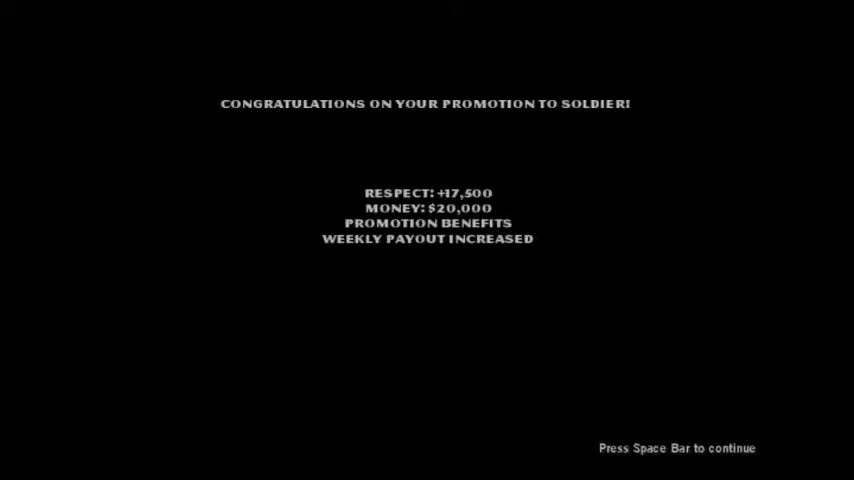 CONGRATULATIONS ON YOUR PROMOTION TO SOLDIER!
RESPECT: +17,500
MONEY: $20,000
PROMOTION BENEFITS
WEEKLY PAYOUT INCREASED
Press Space Bar to continue